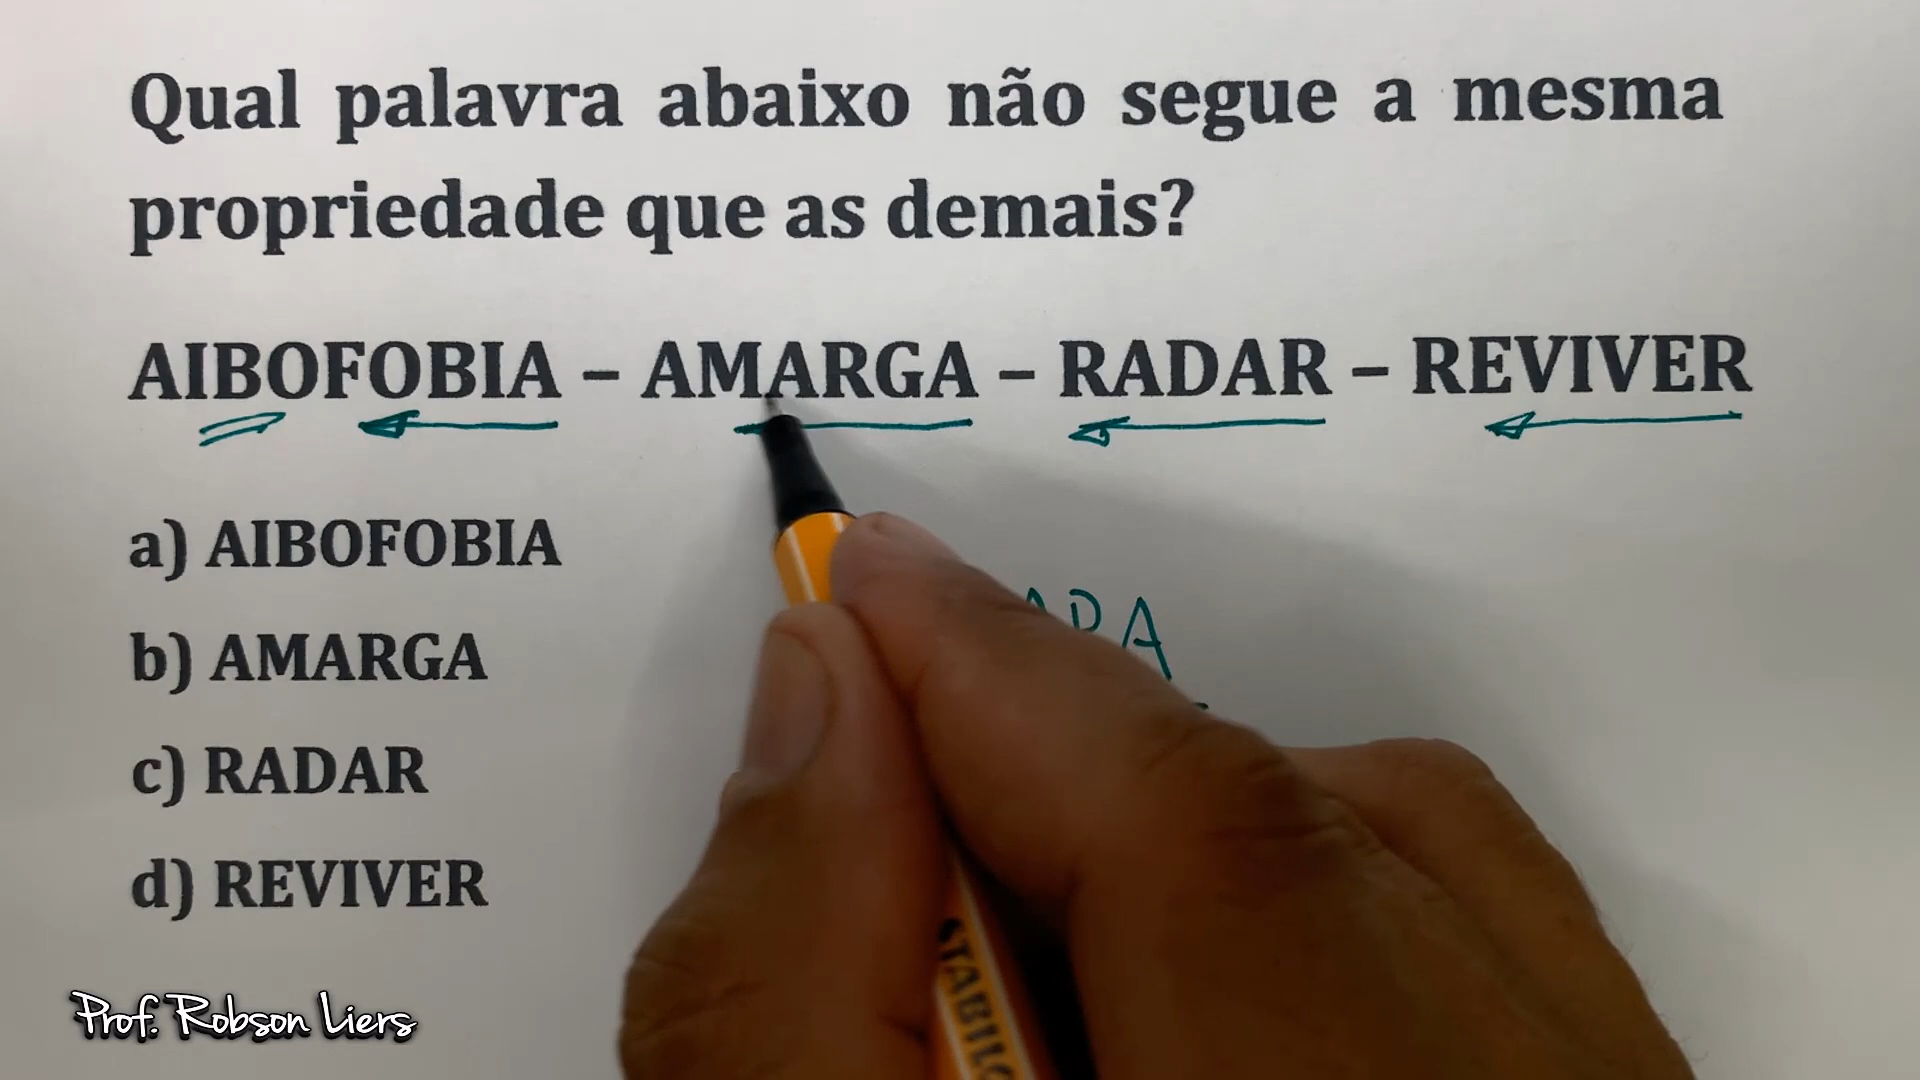 Qual palavra abaixo não segue a mesma
propriedade que as demais?
AIBOFOBIA – AMARGA – RADAR – REVIVER
a) AIBOFOBIA
b) AMARGA
c) RADAR
d) REVIVER
STABILO
Prof. Robson Liers